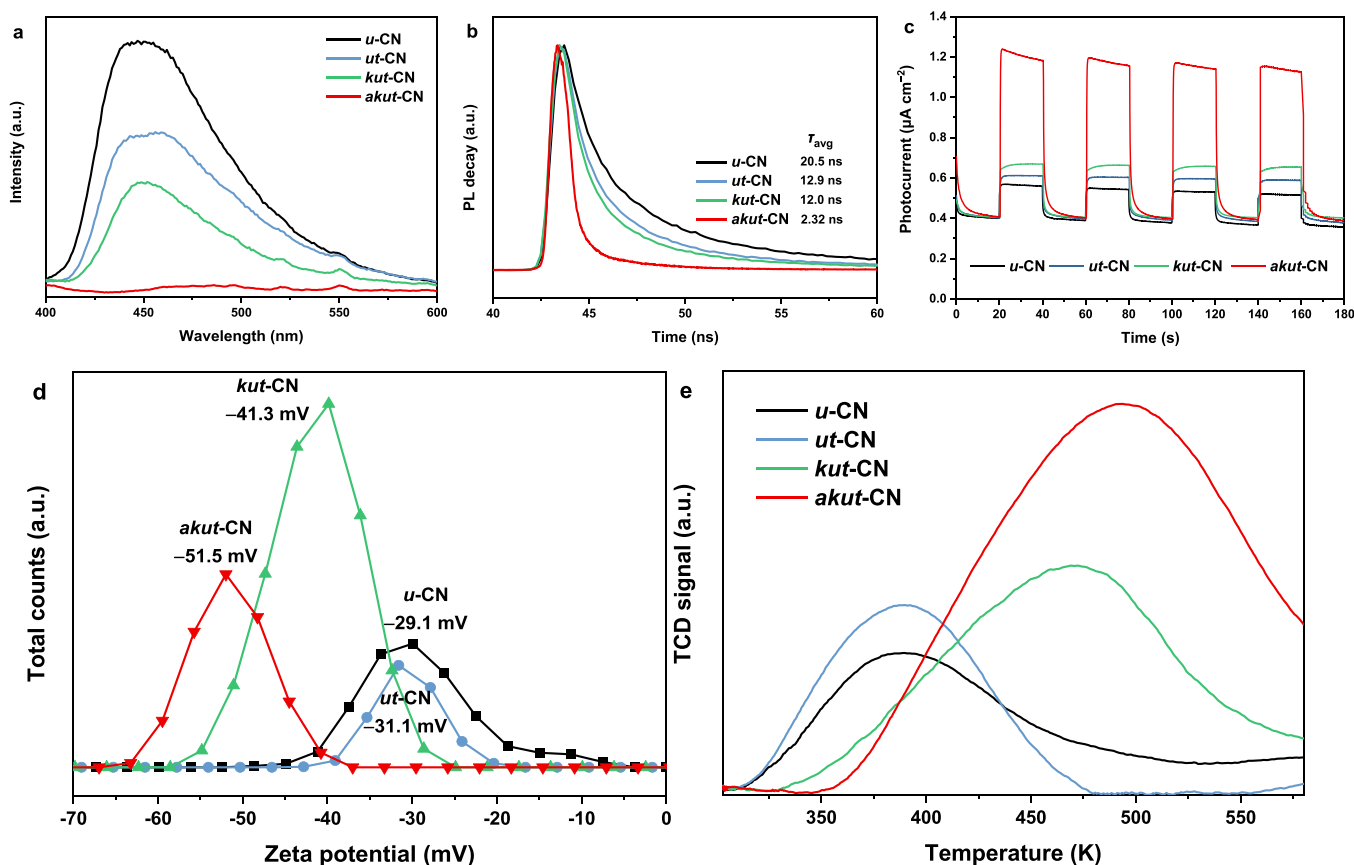 a
u-CN
ut-CN
kut-CN
akut-CN
Intensity (a.u.)
400 450 500 550 600
Wavelength (nm)
b
τavg
u-CN 20.5 ns
ut-CN 12.9 ns
kut-CN 12.0 ns
akut-CN 2.32 ns
PL decay (a.u.)
40 45 50 55 60
Time (ns)
c
1.4
1.2
1.0
0.8
0.6
0.4
0.2
0.0
Photocurrent (µA cm⁻²)
u-CN ut-CN kut-CN akut-CN
0 20 40 60 80 100 120 140 160 180
Time (s)
d
kut-CN
–41.3 mV
akut-CN
–51.5 mV
u-CN
–29.1 mV
ut-CN
–31.1 mV
Total counts (a.u.)
-70 -60 -50 -40 -30 -20 -10 0
Zeta potential (mV)
e
u-CN
ut-CN
kut-CN
akut-CN
TCD signal (a.u.)
350 400 450 500 550
Temperature (K)